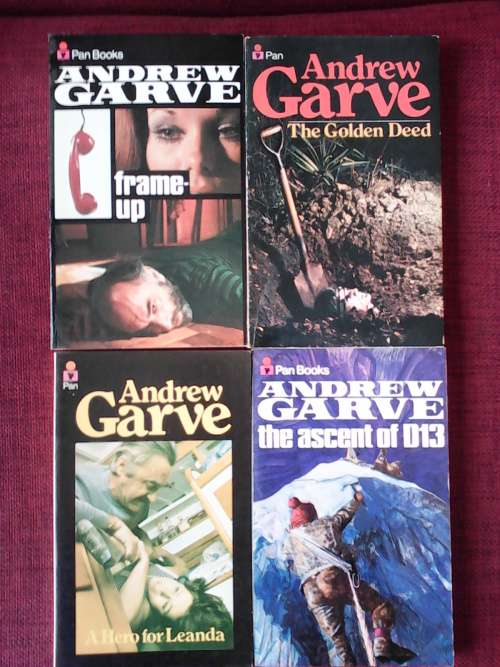 Pan Books
ANDREW
GARVE
frame-
up
Pan
Andrew
Garve
The Golden Deed
Pan
Andrew
Garve
A Hero for Leanda
Pan Books
ANDREW
GARVE
the ascent of D13